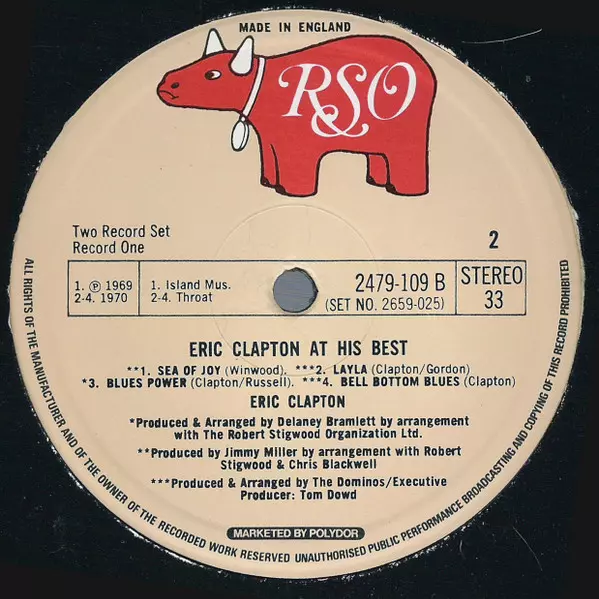 MADE IN ENGLAND
RSO
Two Record Set
Record One
2
1. ℗ 1969
2-4. 1970
1. Island Mus.
2-4. Throat
2479-109 B
(SET NO. 2659-025)
STEREO
33
ERIC CLAPTON AT HIS BEST
**1. SEA OF JOY (Winwood). ***2. LAYLA (Clapton/Gordon)
*3. BLUES POWER (Clapton/Russell). ***4. BELL BOTTOM BLUES (Clapton)
ERIC CLAPTON
*Produced & Arranged by Delaney Bramlett by arrangement
with The Robert Stigwood Organization Ltd.
**Produced by Jimmy Miller by arrangement with Robert
Stigwood & Chris Blackwell
***Produced & Arranged by The Dominos/Executive
Producer: Tom Dowd
MARKETED BY POLYDOR
ALL RIGHTS OF THE MANUFACTURER AND OF THE OWNER OF THE RECORDED WORK RESERVED UNAUTHORISED PUBLIC PERFORMANCE BROADCASTING AND COPYING OF THIS RECORD PROHIBITED